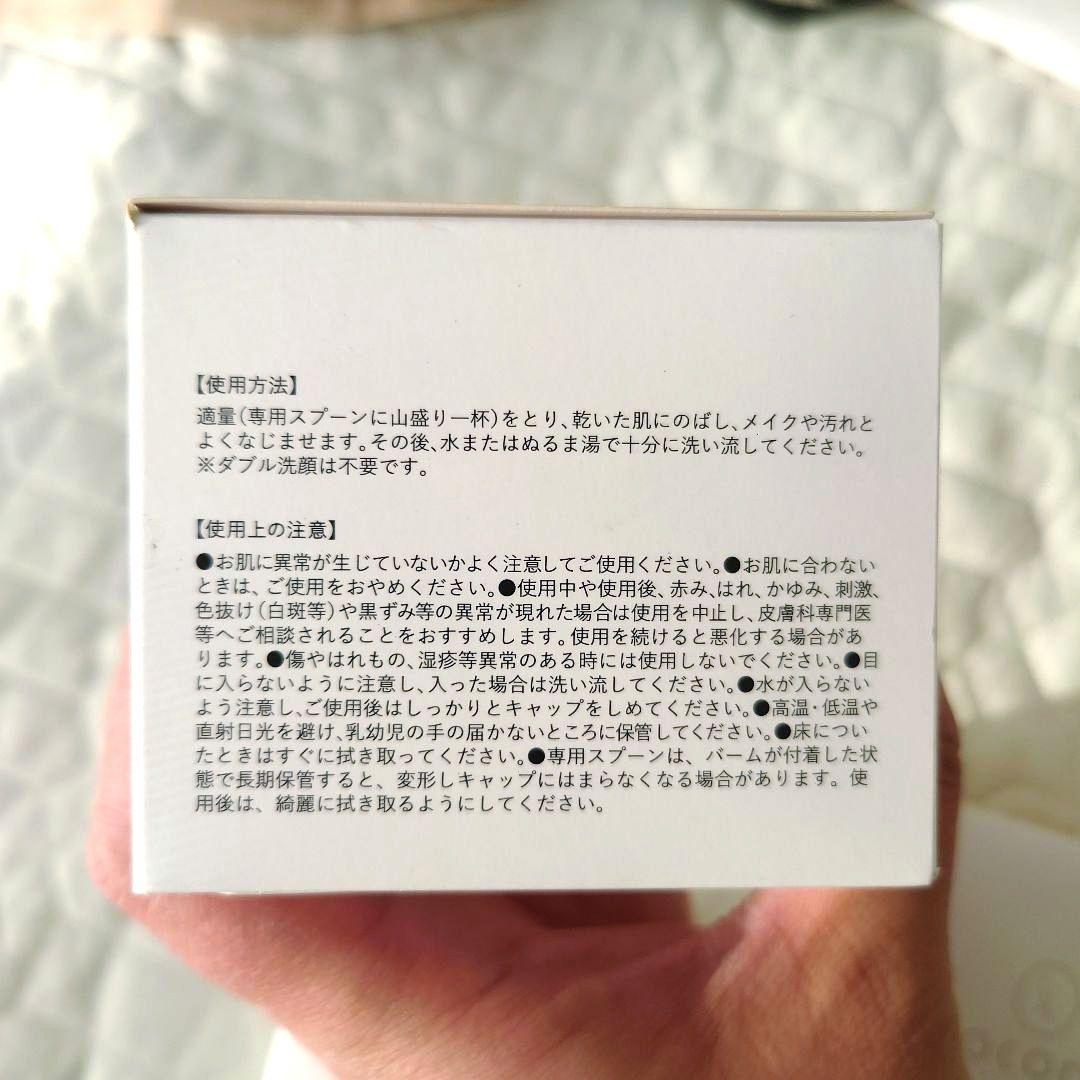 【使用方法】
適量(専用スプーンに山盛り一杯)をとり、乾いた肌にのばし、メイクや汚れと
よくなじませます。その後、水またはぬるま湯で十分に洗い流してください。
※ダブル洗顔は不要です。
【使用上の注意】
●お肌に異常が生じていないかよく注意してご使用ください。●お肌に合わない
ときは、ご使用をおやめください。●使用中や使用後、赤み、はれ、かゆみ、刺激、
色抜け(白斑等)や黒ずみ等の異常が現れた場合は使用を中止し、皮膚科専門医
等へご相談されることをおすすめします。使用を続けると悪化する場合があ
ります。●傷やはれもの、湿疹等異常のある時には使用しないでください。●目
に入らないように注意し、入った場合は洗い流してください。●水が入らない
よう注意し、ご使用後はしっかりとキャップをしめてください。●高温・低温や
直射日光を避け、乳幼児の手の届かないところに保管してください。●床につい
たときはすぐに拭き取ってください。●専用スプーンは、バームが付着した状
態で長期保管すると、変形しキャップにはまらなくなる場合があります。使
用後は、綺麗に拭き取るようにしてください。